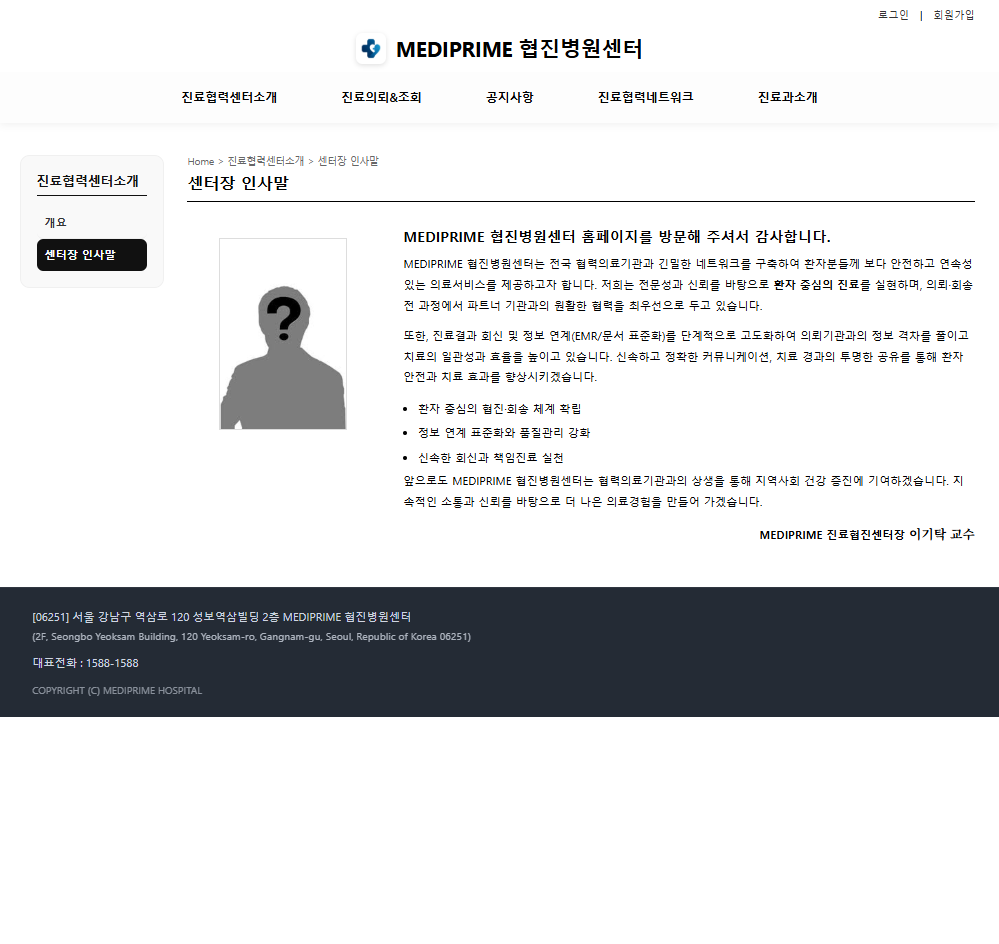 로그인 | 회원가입
MEDIPRIME 협진병원센터
진료협력센터소개 진료의뢰&조회 공지사항 진료협력네트워크 진료과소개
진료협력센터소개
개요
센터장 인사말
Home > 진료협력센터소개 > 센터장 인사말
센터장 인사말
?
MEDIPRIME 협진병원센터 홈페이지를 방문해 주셔서 감사합니다.
MEDIPRIME 협진병원센터는 전국 협력의료기관과 긴밀한 네트워크를 구축하여 환자분들께 보다 안전하고 연속성
있는 의료서비스를 제공하고자 합니다. 저희는 전문성과 신뢰를 바탕으로 환자 중심의 진료를 실현하며, 의뢰·회송
전 과정에서 파트너 기관과의 원활한 협력을 최우선으로 두고 있습니다.
또한, 진료결과 회신 및 정보 연계(EMR/문서 표준화)를 단계적으로 고도화하여 의뢰기관과의 정보 격차를 줄이고
치료의 일관성과 효율을 높이고 있습니다. 신속하고 정확한 커뮤니케이션, 치료 경과의 투명한 공유를 통해 환자
안전과 치료 효과를 향상시키겠습니다.
• 환자 중심의 협진·회송 체계 확립
• 정보 연계 표준화와 품질관리 강화
• 신속한 회신과 책임진료 실천
앞으로도 MEDIPRIME 협진병원센터는 협력의료기관과의 상생을 통해 지역사회 건강 증진에 기여하겠습니다. 지
속적인 소통과 신뢰를 바탕으로 더 나은 의료경험을 만들어 가겠습니다.
MEDIPRIME 진료협진센터장 이기탁 교수
[06251] 서울 강남구 역삼로 120 성보역삼빌딩 2층 MEDIPRIME 협진병원센터
(2F, Seongbo Yeoksam Building, 120 Yeoksam-ro, Gangnam-gu, Seoul, Republic of Korea 06251)
대표전화 : 1588-1588
COPYRIGHT (C) MEDIPRIME HOSPITAL